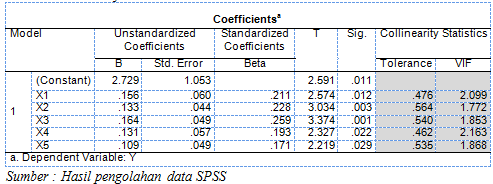 Coefficientsa
Model Unstandardized Coefficients Standardized Coefficients T Sig. Collinearity Statistics
B Std. Error Beta Tolerance VIF
1 (Constant) 2.729 1.053 2.591 .011
X1 .156 .060 .211 2.574 .012 .476 2.099
X2 .133 .044 .228 3.034 .003 .564 1.772
X3 .164 .049 .259 3.374 .001 .540 1.853
X4 .131 .057 .193 2.327 .022 .462 2.163
X5 .109 .049 .171 2.219 .029 .535 1.868
a. Dependent Variable: Y
Sumber : Hasil pengolahan data SPSS